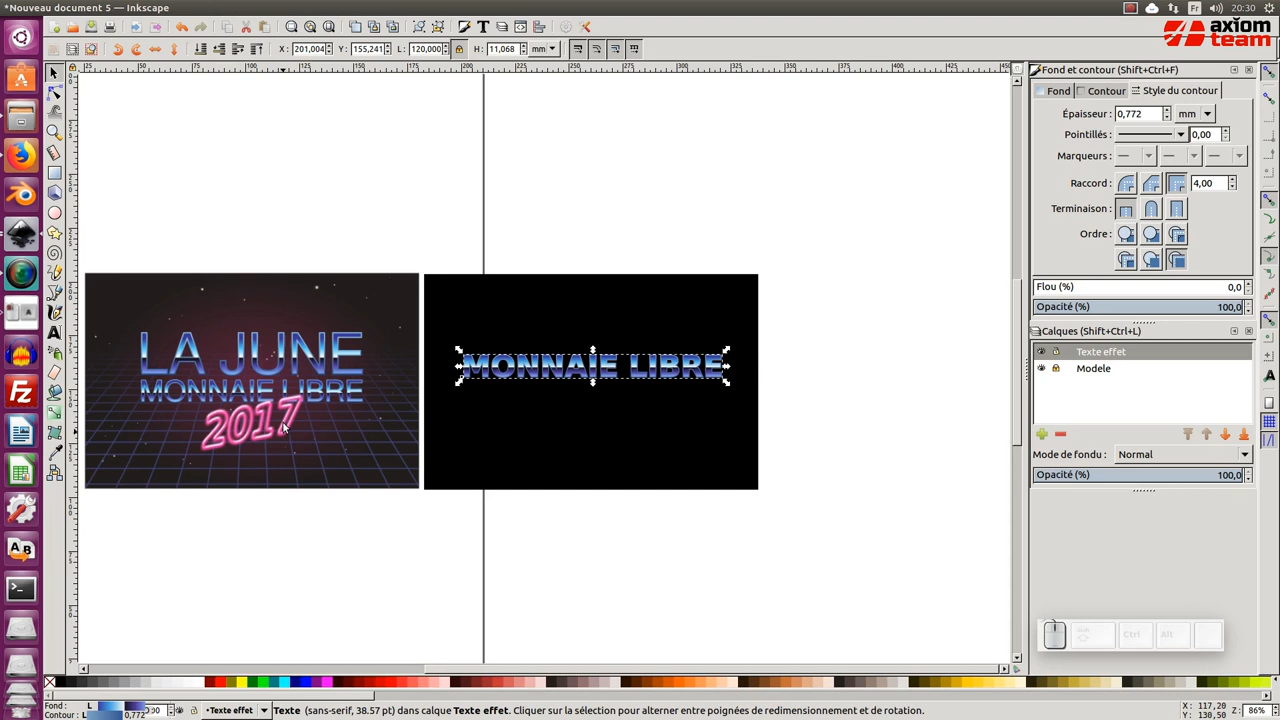 *Nouveau document 5 - Inkscape
Fr
20:30
axiom
team
X : 201,004
Y : 155,241
L : 120,000
H : 11,068
mm
Fond et contour (Shift+Ctrl+F)
Fond
Contour
Style du contour
Épaisseur :
0,772
mm
Pointillés :
0,00
Marqueurs :
Raccord :
4,00
Terminaison :
Ordre :
Flou (%)
0,0
Opacité (%)
100,0
Calques (Shift+Ctrl+L)
Texte effet
Modele
Mode de fondu :
Normal
Opacité (%)
100,0
LA JUNE
MONNAIE LIBRE
2017
MONNAIE LIBRE
Ctrl
Alt
Fond :
L
Contour :
L
0,772
•Texte effet
Texte (sans-serif, 38.57 pt) dans calque Texte effet. Cliquer sur la sélection pour alterner entre poignées de redimensionnement et de rotation.
X : 117,20
Y : 130,50
Z : 86%